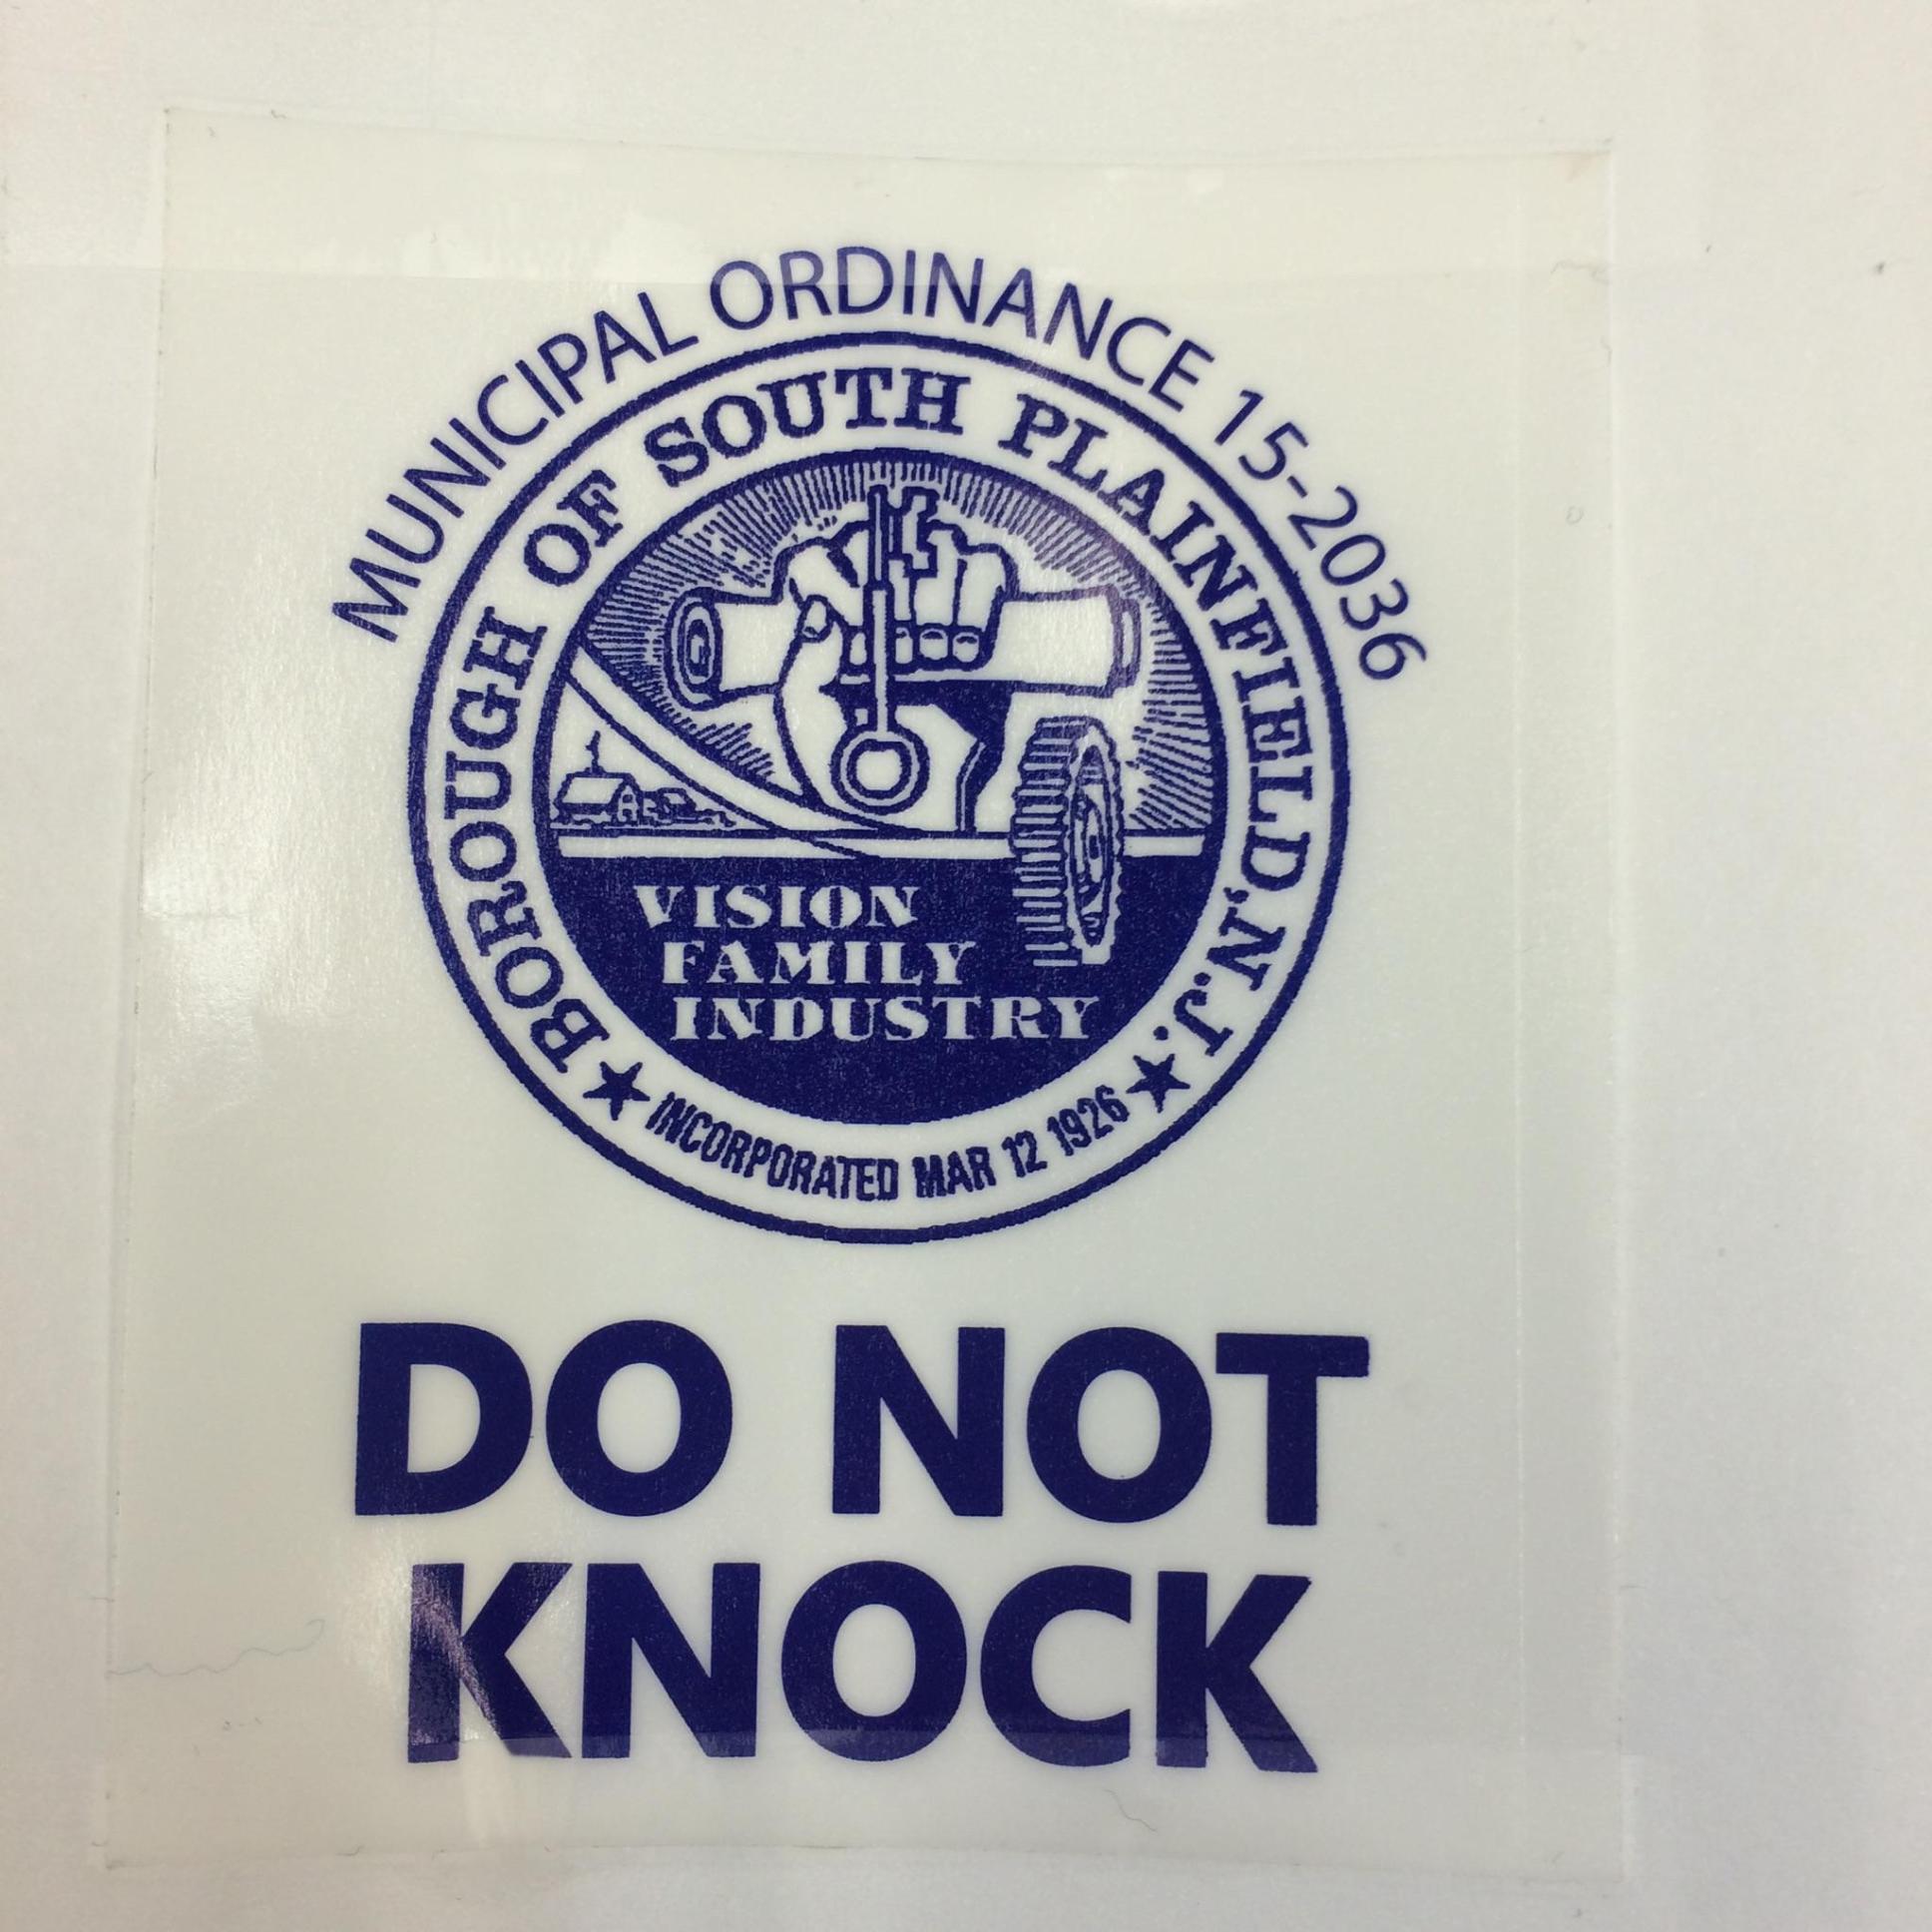 MUNICIPAL ORDINANCE 15-2036
BOROUGH OF SOUTH PLAINFIELD, N.J.
VISION
FAMILY
INDUSTRY
INCORPORATED MAR 12 1926
DO NOT
KNOCK